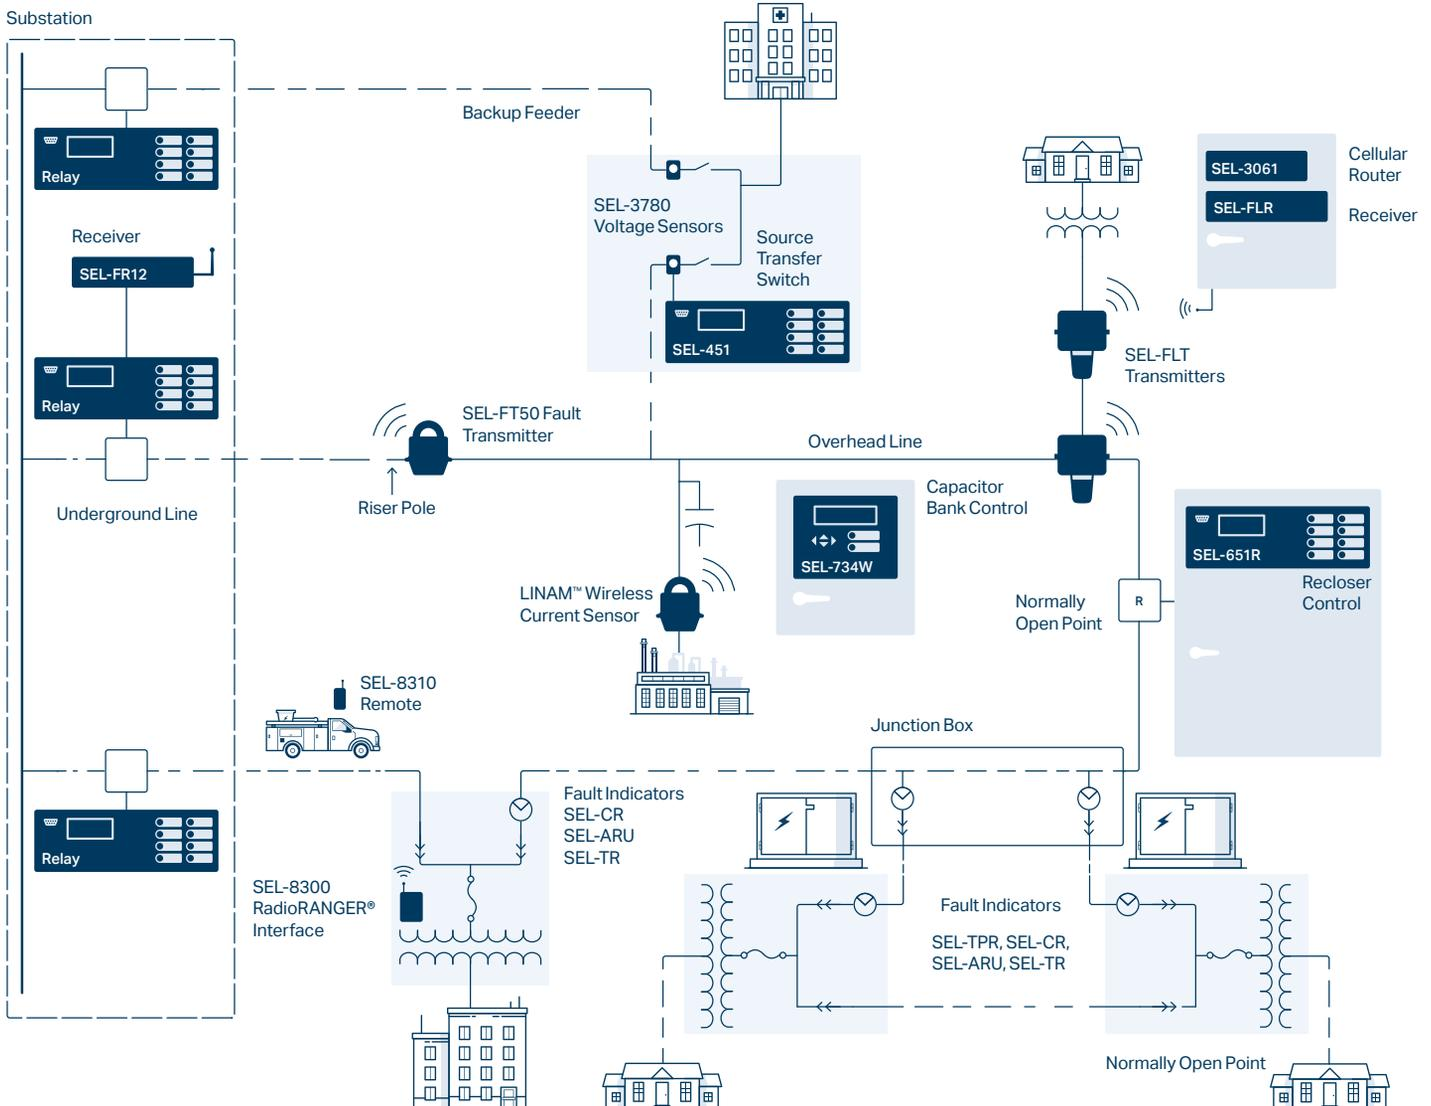 Substation
Backup Feeder
Relay
Receiver
SEL-FR12
Relay
Underground Line
Riser Pole
SEL-FT50 Fault
Transmitter
SEL-3780
Voltage Sensors
Source
Transfer
Switch
SEL-451
Overhead Line
SEL-3061
Cellular
Router
SEL-FLR
Receiver
SEL-FLT
Transmitters
Capacitor
Bank Control
SEL-734W
LINAM™ Wireless
Current Sensor
Normally
Open Point
R
SEL-651R
Recloser
Control
SEL-8310
Remote
Junction Box
Relay
Fault Indicators
SEL-CR
SEL-ARU
SEL-TR
SEL-8300
RadioRANGER®
Interface
Fault Indicators
SEL-TPR, SEL-CR,
SEL-ARU, SEL-TR
Normally Open Point